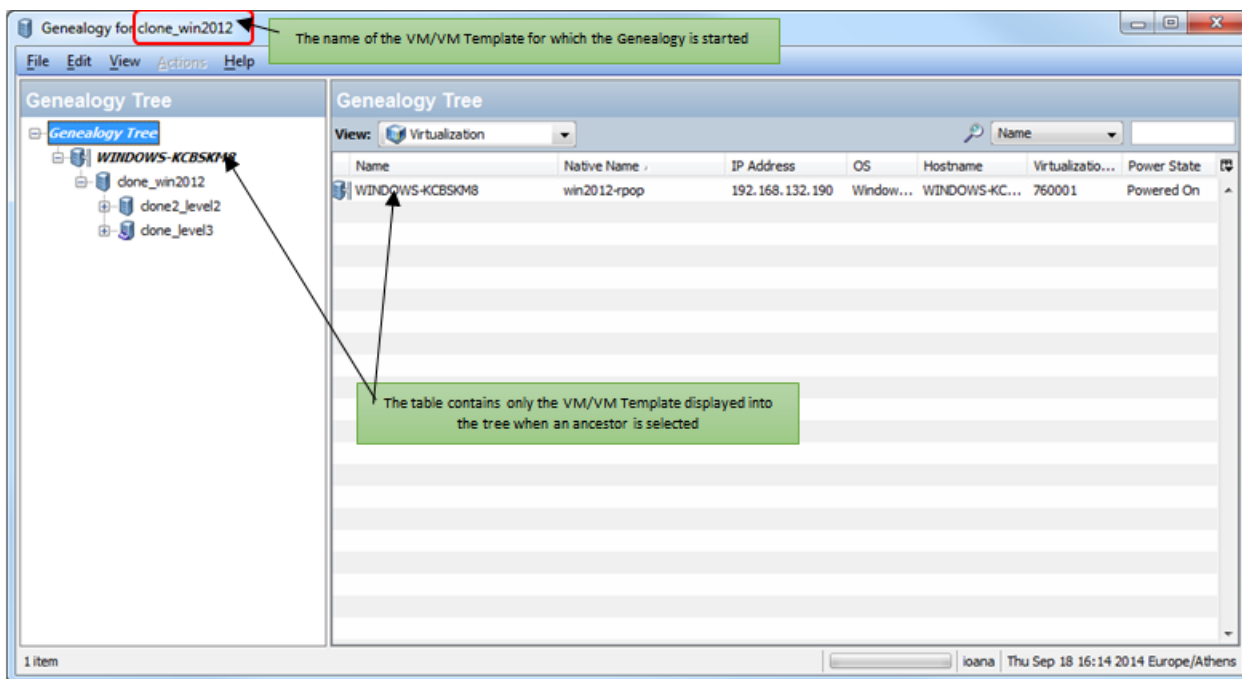 Genealogy for clone_win2012
The name of the VM/VM Template for which the Genealogy is started
File Edit View Actions Help
Genealogy Tree
Genealogy Tree
WINDOWS-KCBSKM8
clone_win2012
clone2_level2
clone_level3
Genealogy Tree
View: Virtualization
Name
Name Native Name IP Address OS Hostname Virtualizatio... Power State
WINDOWS-KCBSKM8 win2012-rpop 192.168.132.190 Window... WINDOWS-KC... 760001 Powered On
The table contains only the VM/VM Template displayed into
the tree when an ancestor is selected
1 item
ioana Thu Sep 18 16:14 2014 Europe/Athens